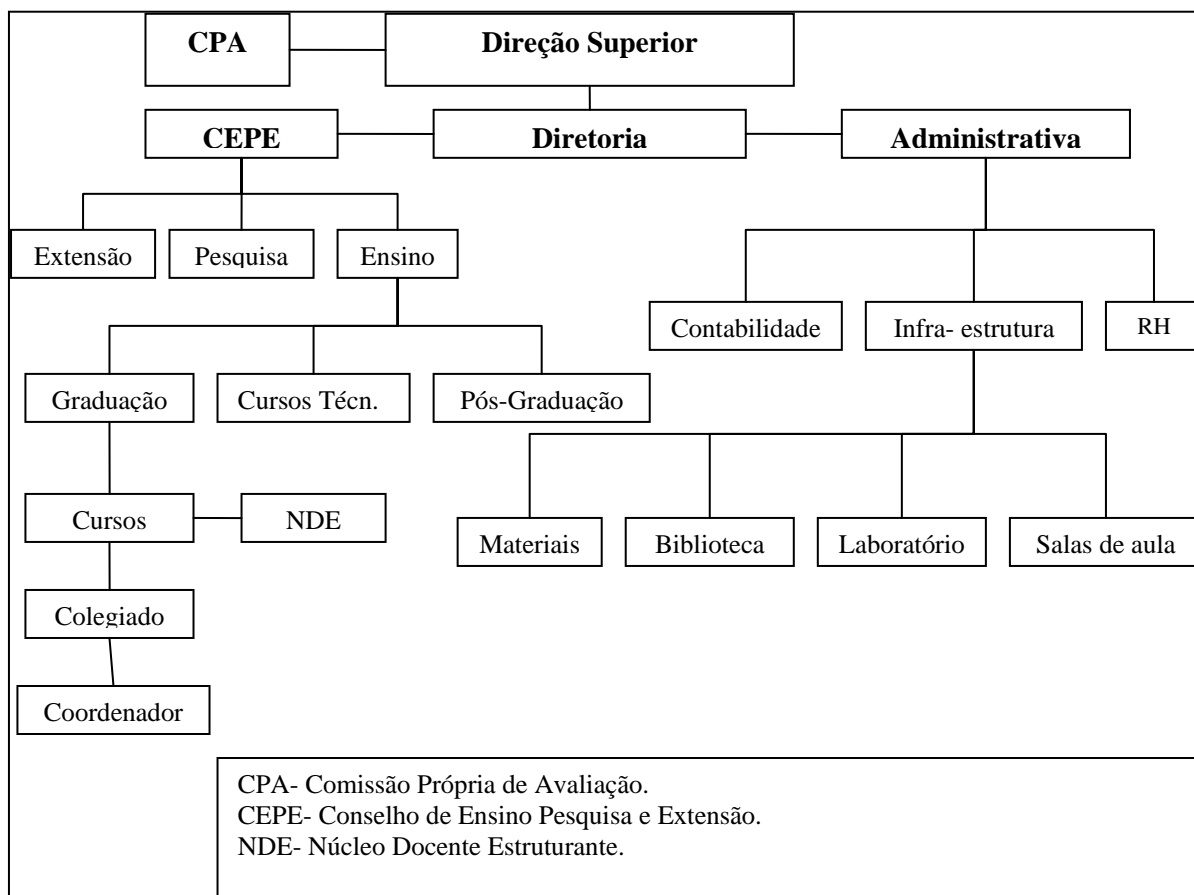 CPA
Direção Superior
CEPE
Diretoria
Administrativa
Extensão
Pesquisa
Ensino
Contabilidade
Infra- estrutura
RH
Graduação
Cursos Técn.
Pós-Graduação
Cursos
NDE
Materiais
Biblioteca
Laboratório
Salas de aula
Colegiado
Coordenador
CPA- Comissão Própria de Avaliação.
CEPE- Conselho de Ensino Pesquisa e Extensão.
NDE- Núcleo Docente Estruturante.